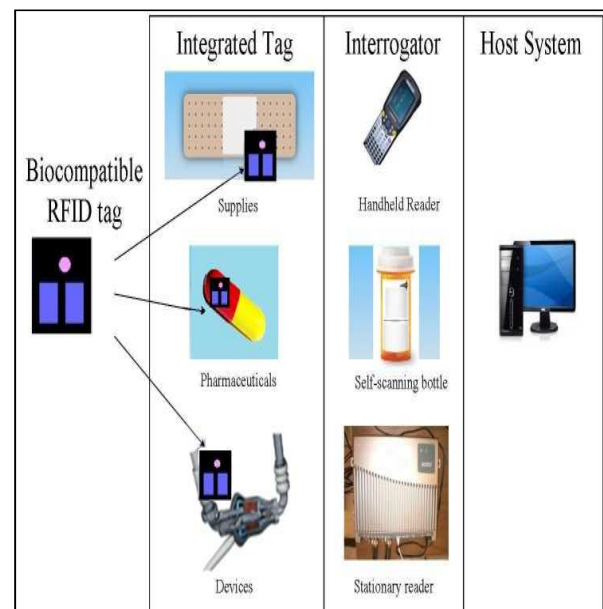 Integrated Tag
Interrogator
Host System
Biocompatible
RFID tag
Supplies
Handheld Reader
Pharmaceuticals
Self-scanning bottle
Devices
Stationary reader